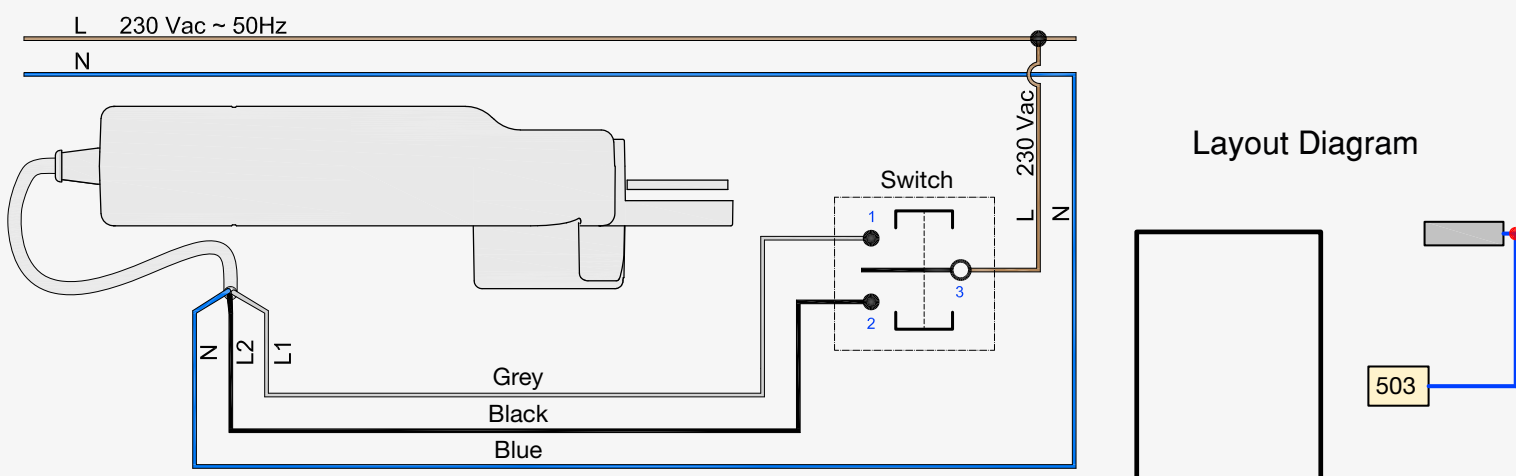 L 230 Vac ~ 50Hz
N
Layout Diagram
Switch
1
3
2
L 230 Vac
N
N
L2
L1
Grey
Black
Blue
503